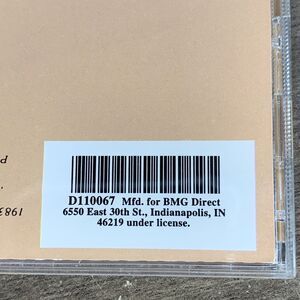 D110067 Mfd. for BMG Direct
6550 East 30th St., Indianapolis, IN
46219 under license.